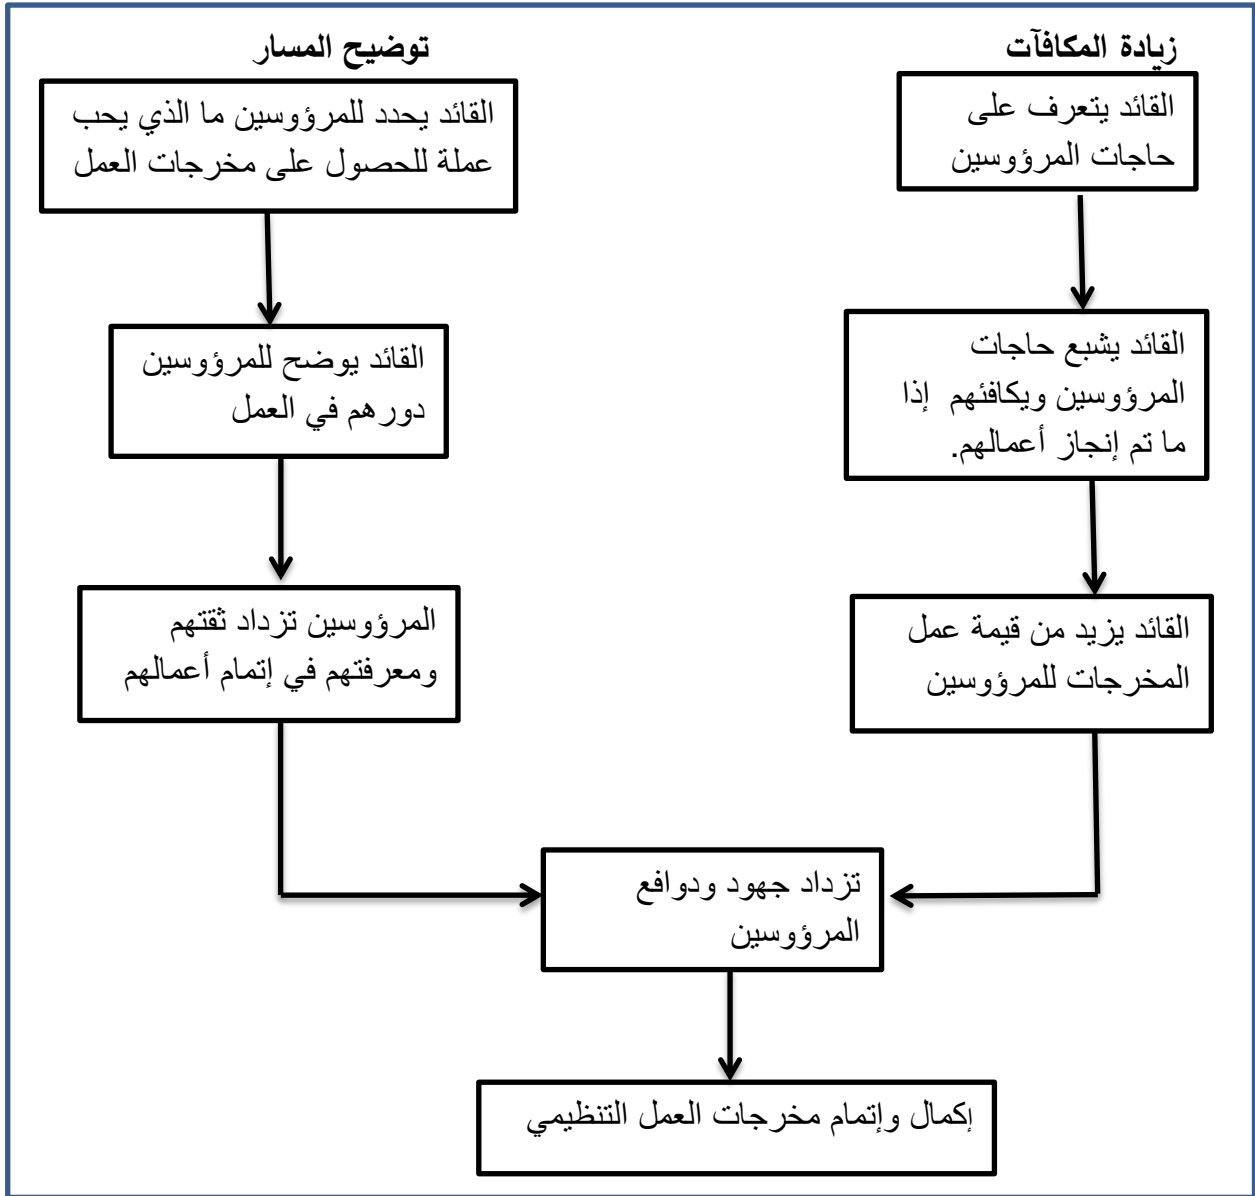 زيادة المكافآت
القائد يتعرف على
حاجات المرؤوسين
القائد يشبع حاجات
المرؤوسين ويكافئهم إذا
ما تم إنجاز أعمالهم.
القائد يزيد من قيمة عمل
المخرجات للمرؤوسين
توضيح المسار
القائد يحدد للمرؤوسين ما الذي يحب
عملة للحصول على مخرجات العمل
القائد يوضح للمرؤوسين
دورهم في العمل
المرؤوسين تزداد ثقتهم
ومعرفتهم في إتمام أعمالهم
تزداد جهود ودوافع
المرؤوسين
إكمال وإتمام مخرجات العمل التنظيمي